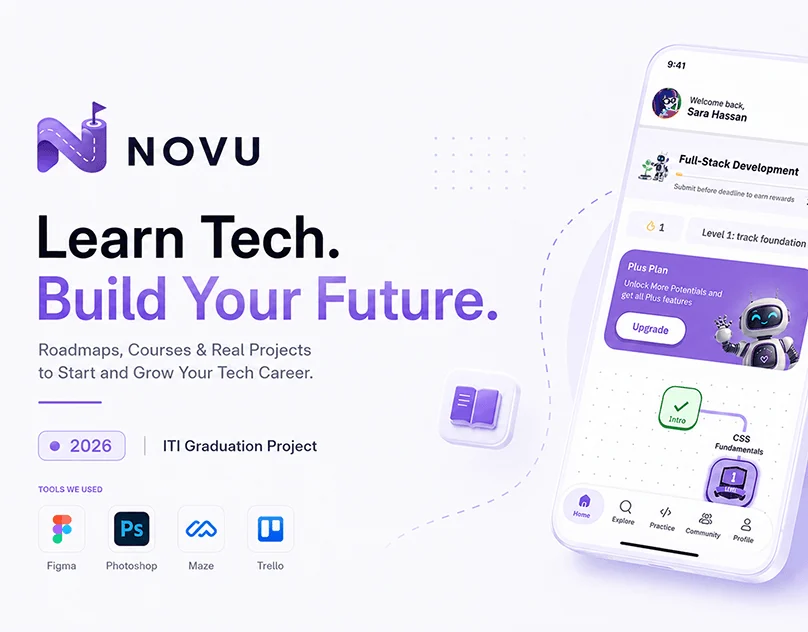 NOVU
Learn Tech.
Build Your Future.
Roadmaps, Courses & Real Projects
to Start and Grow Your Tech Career.
2026
ITI Graduation Project
TOOLS WE USED
Ps
Figma
Photoshop
Maze
Trello
9:41
Welcome back,
Sara Hassan
Full-Stack Development
Submit before deadline to earn rewards
1
Level 1: track foundation
Plus Plan
Unlock More Potentials and
get all Plus features
Upgrade
Intro
CSS
Fundamentals
1
Home
Explore
Practice
Community
Profile